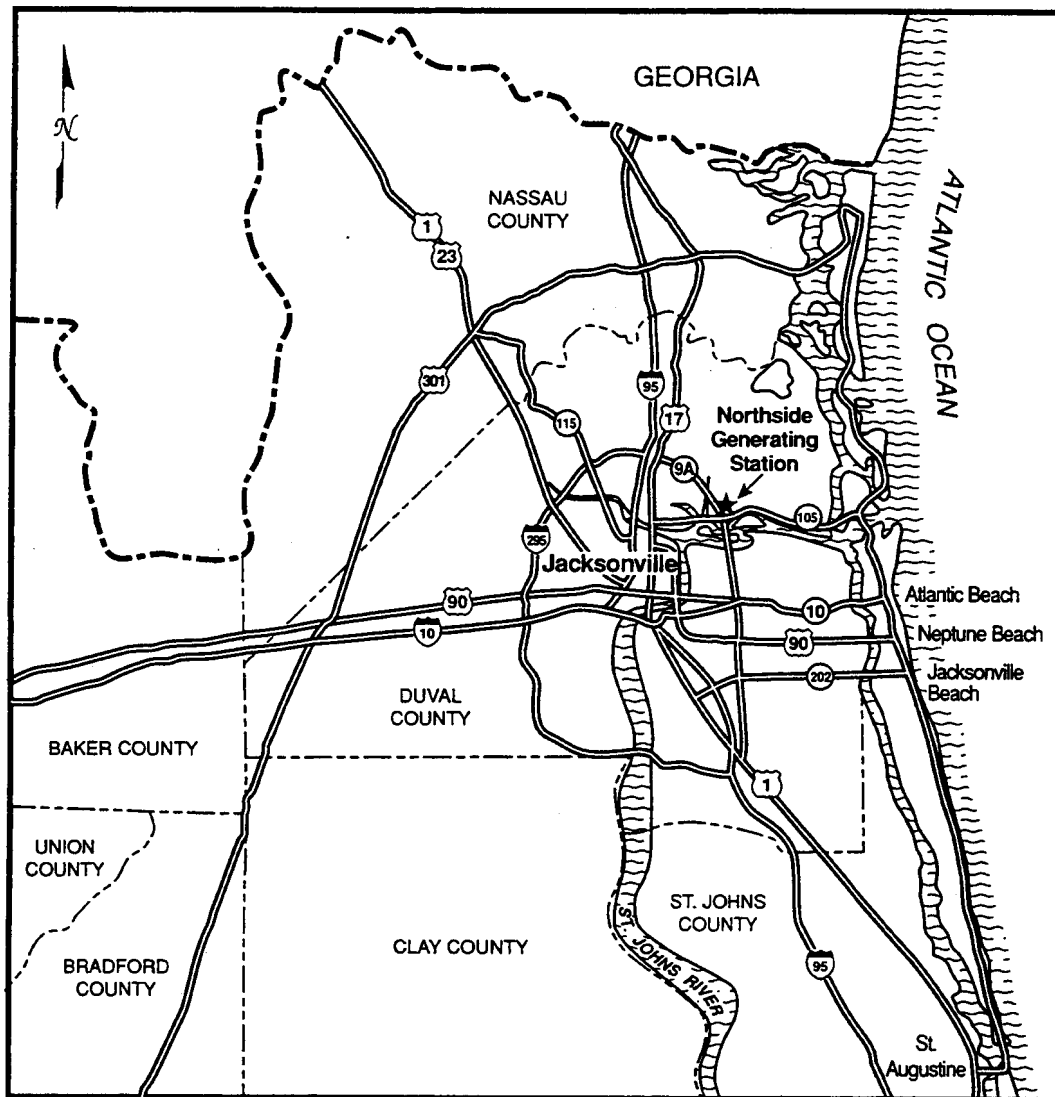 GEORGIA
N
ATLANTIC OCEAN
NASSAU
COUNTY
1
23
301
95
17
115
Northside
Generating
Station
9A
105
295
Jacksonville
90
10
10
Atlantic Beach
90
Neptune Beach
202
Jacksonville
Beach
DUVAL
COUNTY
BAKER COUNTY
1
UNION
COUNTY
ST. JOHNS
COUNTY
ST. JOHNS RIVER
CLAY COUNTY
BRADFORD
COUNTY
95
St.
Augustine